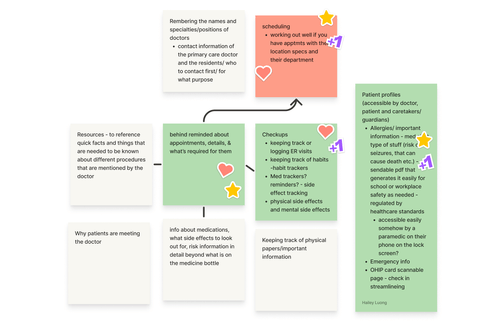 Rembering the names and
specialties/positions of
doctors
• contact information of
the primary care doctor
and the residents/ who
to contact first/ for
what purpose
scheduling
• working out well if you
have apptmts with the
location specs and
their department
+1
Resources - to reference
quick facts and things that
are needed to be known
about different procedures
that are mentioned by the
doctor
behind reminded about
appointments, details, &
what's required for them
Checkups
• keeping track or
logging ER visits
• keeping track of habits
-habit trackers
• Med trackers?
reminders? - side
effect tracking
• physical side effects
and mental side effects
+1
Patient profiles
(accessible by doctor,
patient and caretakers/
guardians)
• Allergies/ important
information - med
type of stuff (risk
seizures, that can
cause death etc.) -
sendable pdf that
generates it easily for
school or workplace
safety as needed -
regulated by
healthcare standards
• accessible easily
somehow by a
paramedic on their
phone on the lock
screen?
• Emergency info
• OHIP card scannable
page - check in
streamlineing
Hailey Luong
+1
Why patients are meeting
the doctor
Info about medications,
what side effects to look
out for, risk information in
detail beyond what is on
the medicine bottle
Keeping track of physical
papers/important
information